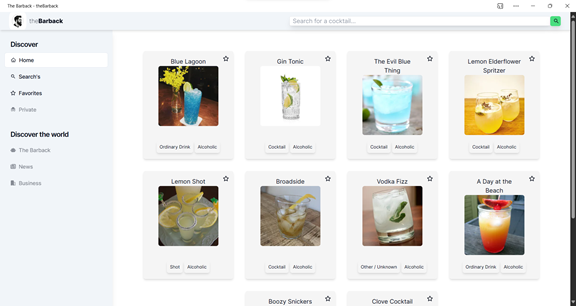 The Barback - theBarback
theBarback
Search for a cocktail...
Discover
Home
Search's
Favorites
Private
Discover the world
The Barback
News
Business
Blue Lagoon
Ordinary Drink
Alcoholic
Gin Tonic
Cocktail
Alcoholic
The Evil Blue
Thing
Cocktail
Alcoholic
Lemon Elderflower
Spritzer
Cocktail
Alcoholic
Lemon Shot
Shot
Alcoholic
Broadside
Cocktail
Alcoholic
Vodka Fizz
Other / Unknown
Alcoholic
A Day at the
Beach
Ordinary Drink
Alcoholic
Boozy Snickers
Clove Cocktail